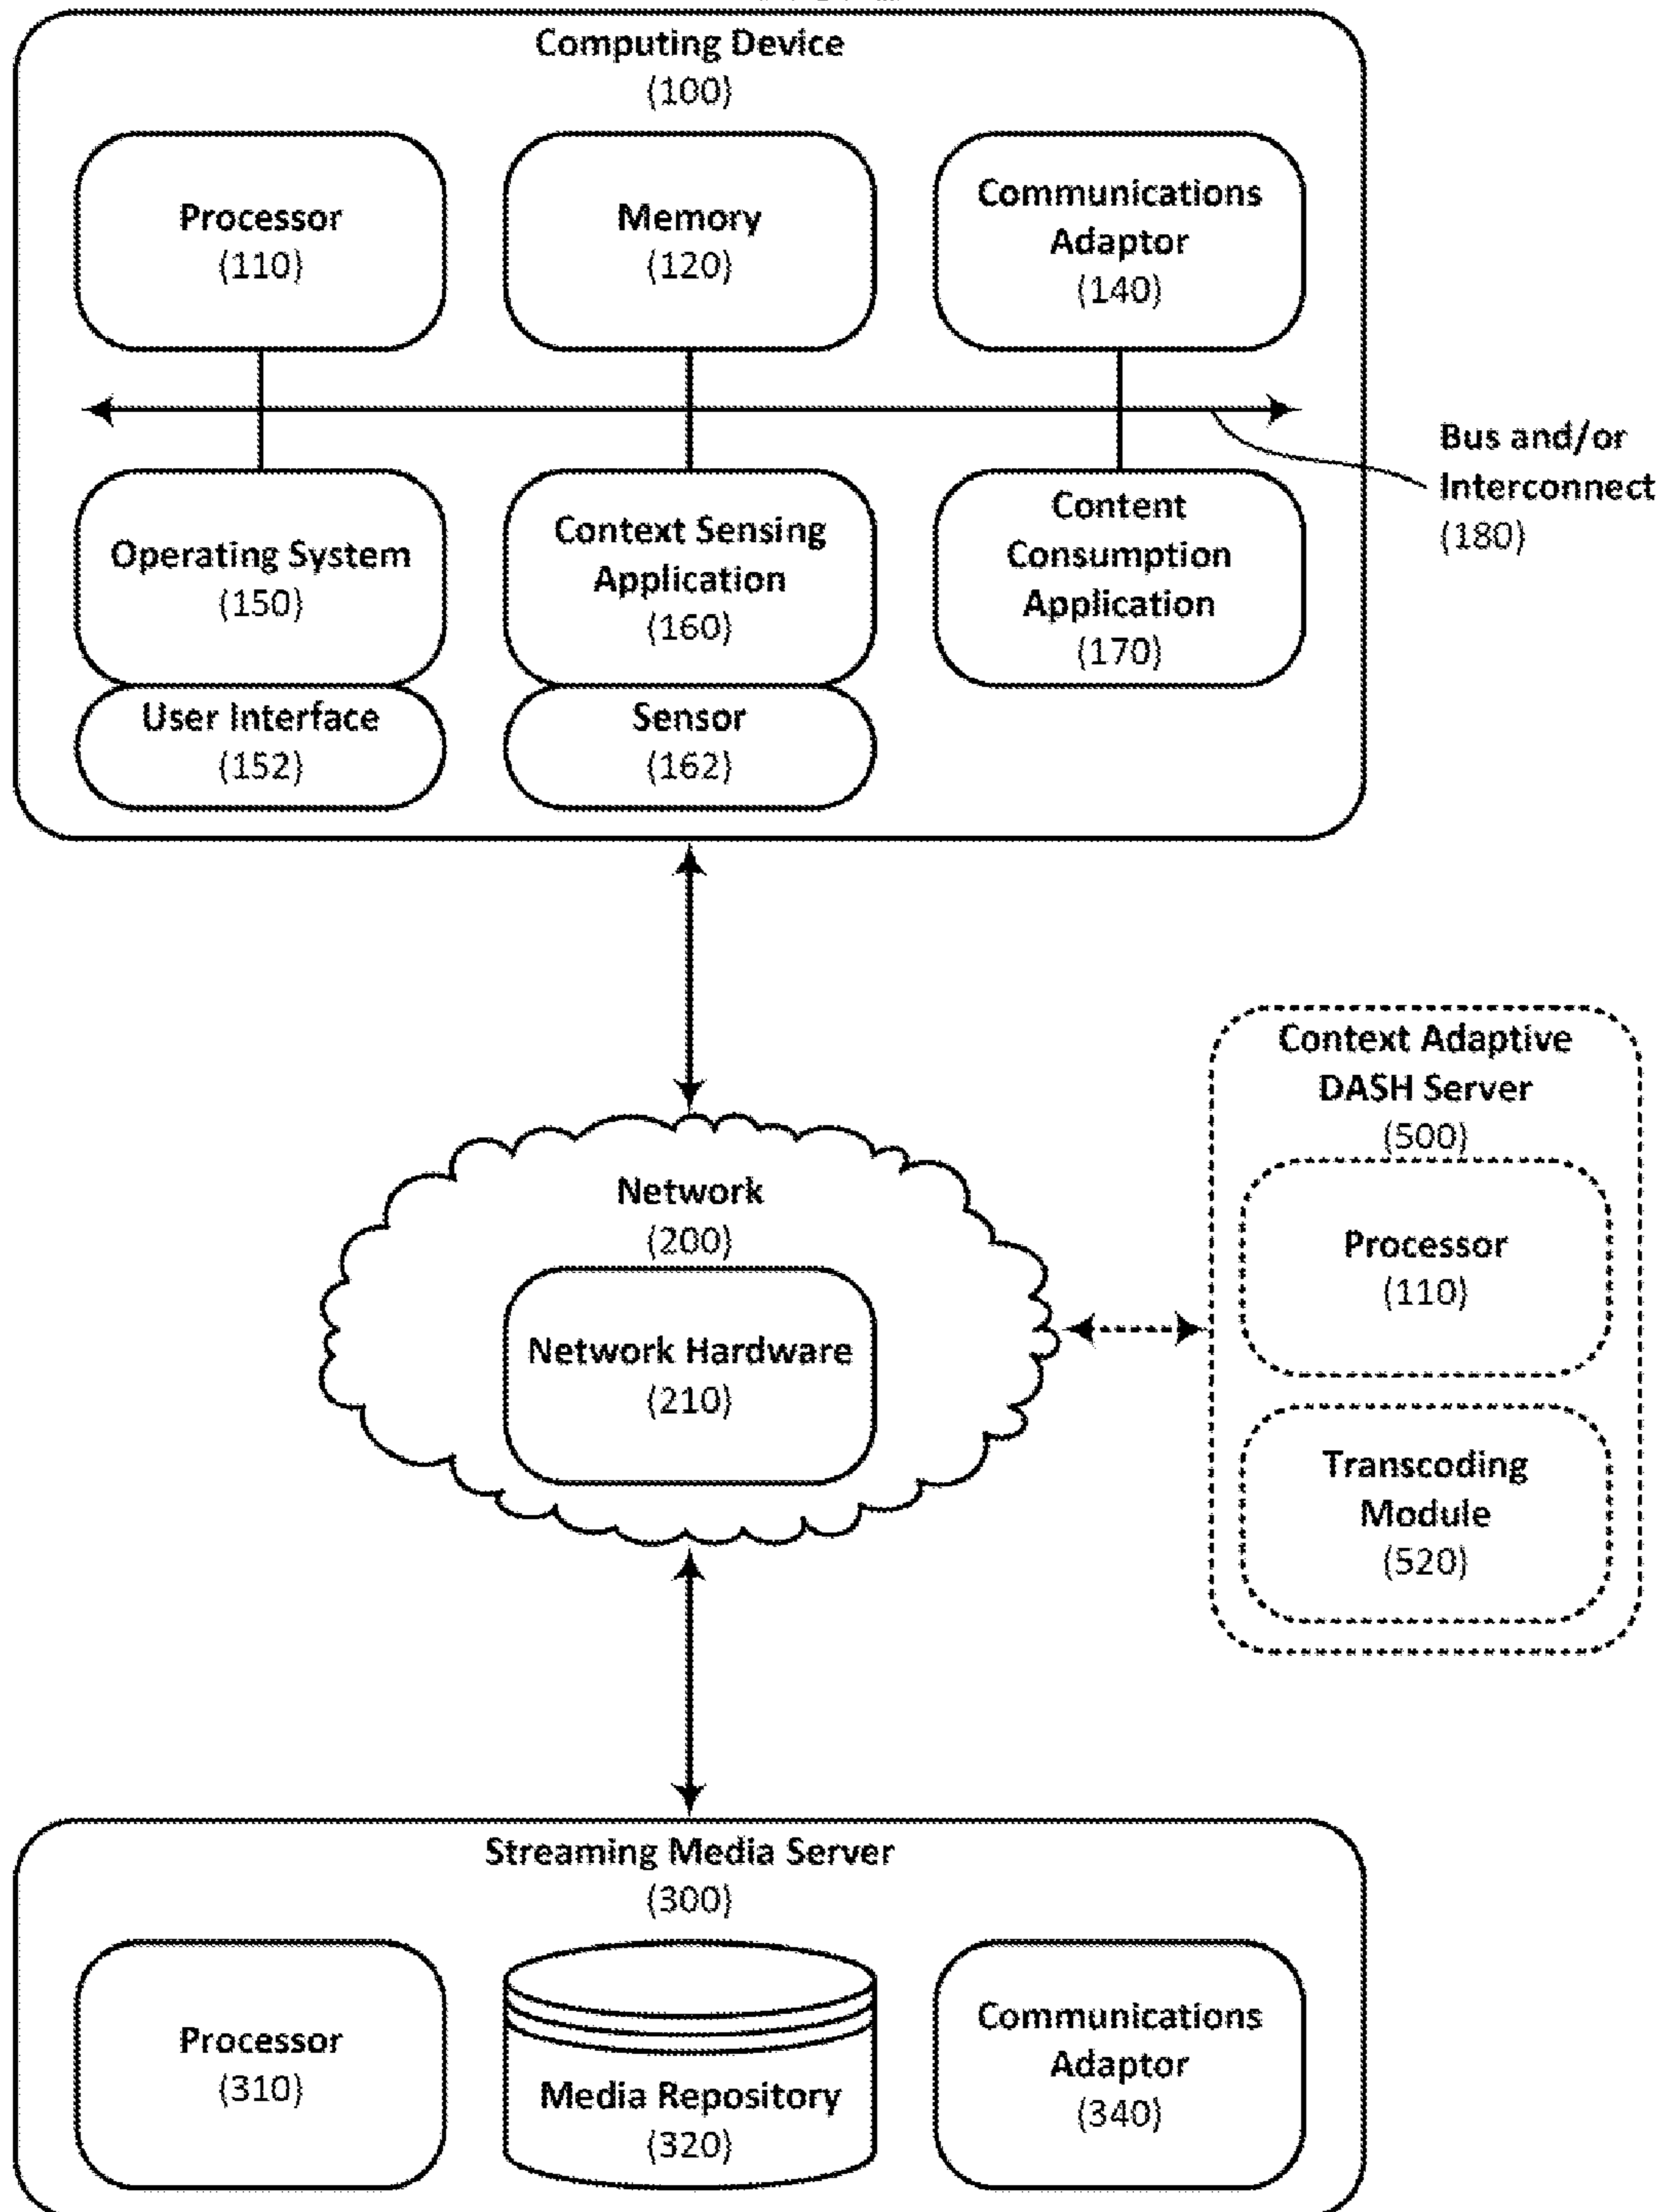 Computing Device
(100)
Processor
(110)
Memory
(120)
Communications
Adaptor
(140)
Bus and/or
Interconnect
(180)
Operating System
(150)
Context Sensing
Application
(160)
Content
Consumption
Application
(170)
User Interface
(152)
Sensor
(162)
Context Adaptive
DASH Server
(500)
Processor
(110)
Transcoding
Module
(520)
Network
(200)
Network Hardware
(210)
Streaming Media Server
(300)
Processor
(310)
Media Repository
(320)
Communications
Adaptor
(340)